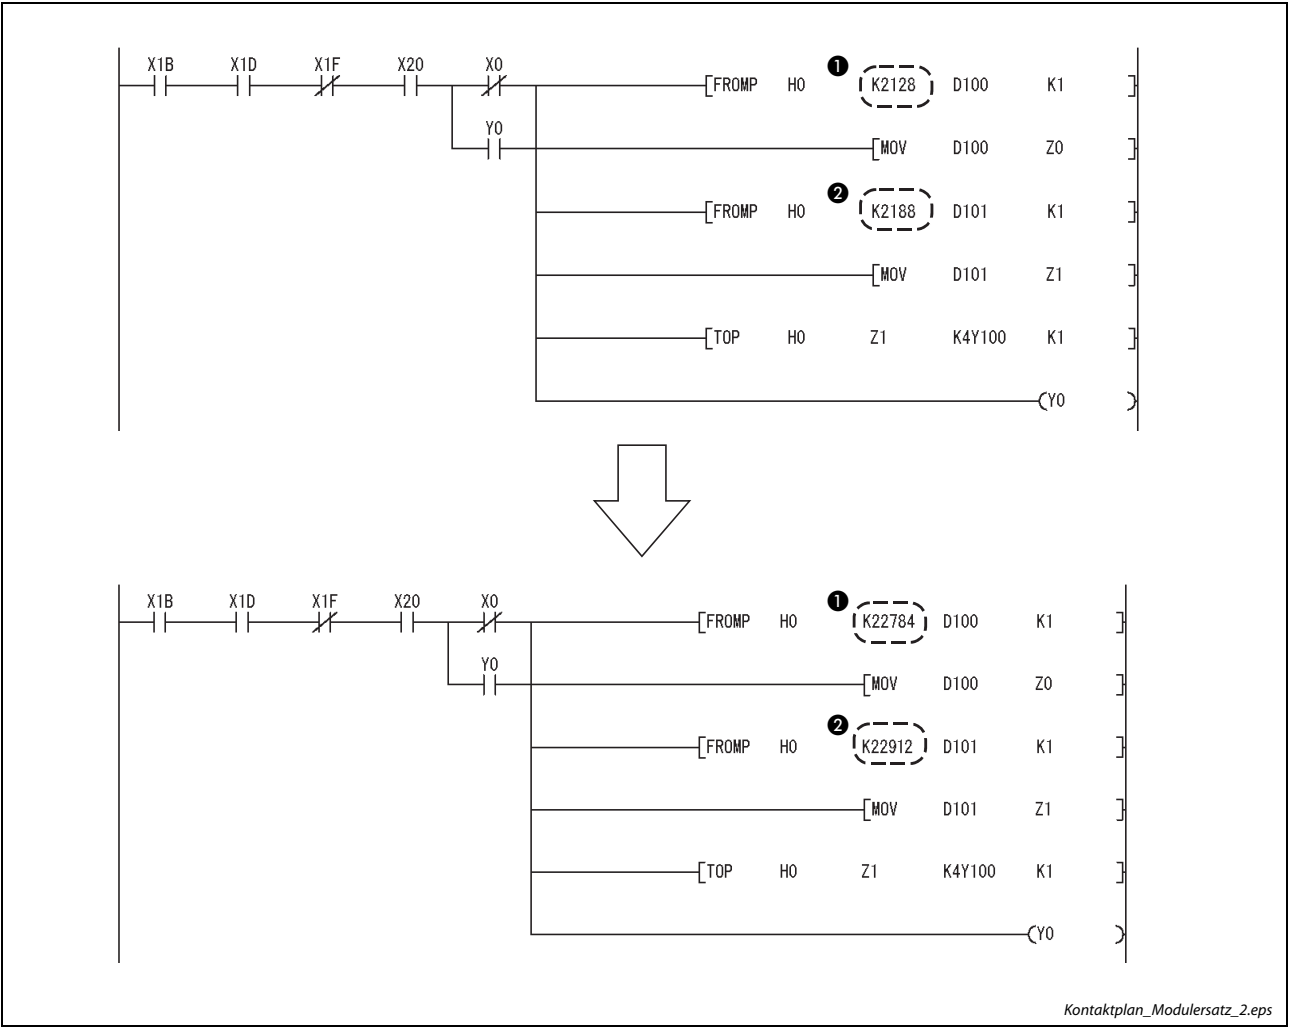 X1B X1D X1F X20 X0 [FROMP H0 ❶ K2128 D100 K1 ]
Y0 [MOV D100 Z0 ]
[FROMP H0 ❷ K2188 D101 K1 ]
[MOV D101 Z1 ]
[TOP H0 Z1 K4Y100 K1 ]
(Y0 )
X1B X1D X1F X20 X0 [FROMP H0 ❶ K22784 D100 K1 ]
Y0 [MOV D100 Z0 ]
[FROMP H0 ❷ K22912 D101 K1 ]
[MOV D101 Z1 ]
[TOP H0 Z1 K4Y100 K1 ]
(Y0 )
Kontaktplan_Modulersatz_2.eps